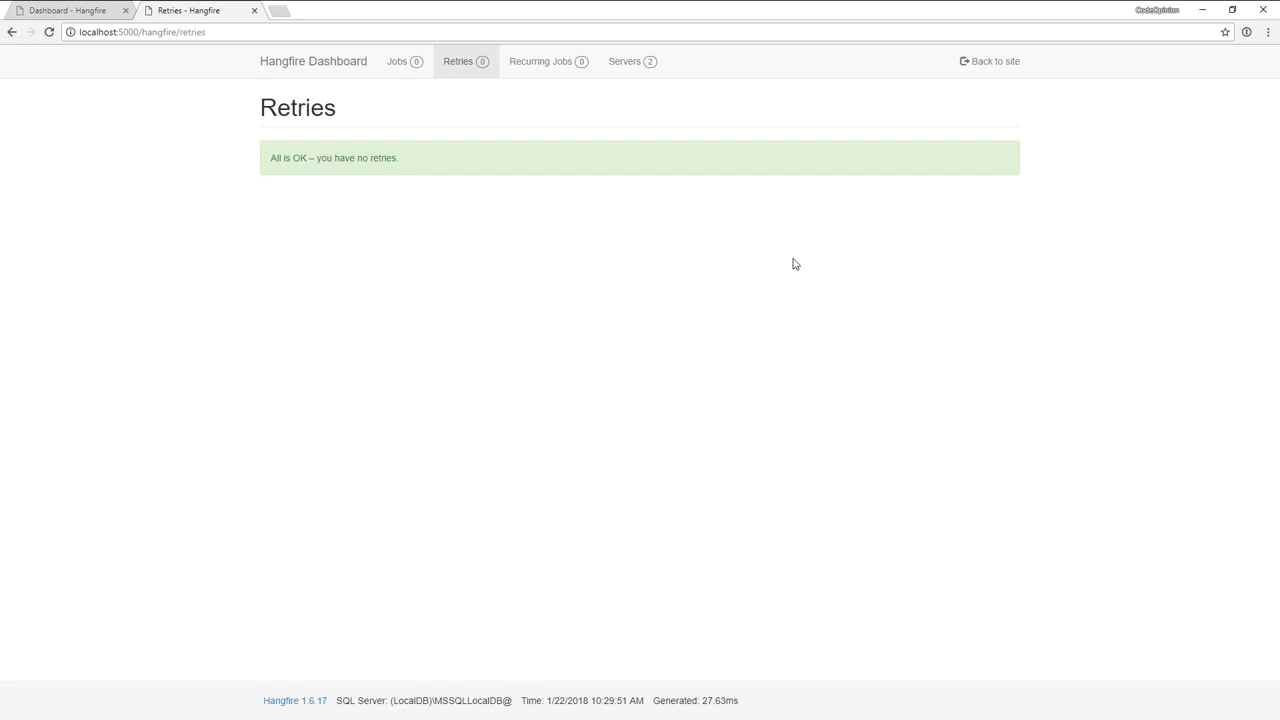 Dashboard - Hangfire
Retries - Hangfire
CodeOpinion
localhost:5000/hangfire/retries
Hangfire Dashboard
Jobs 0
Retries 0
Recurring Jobs 0
Servers 2
Back to site
Retries
All is OK – you have no retries.
Hangfire 1.6.17 SQL Server: (LocalDB)\MSSQLLocalDB@ Time: 1/22/2018 10:29:51 AM Generated: 27.63ms